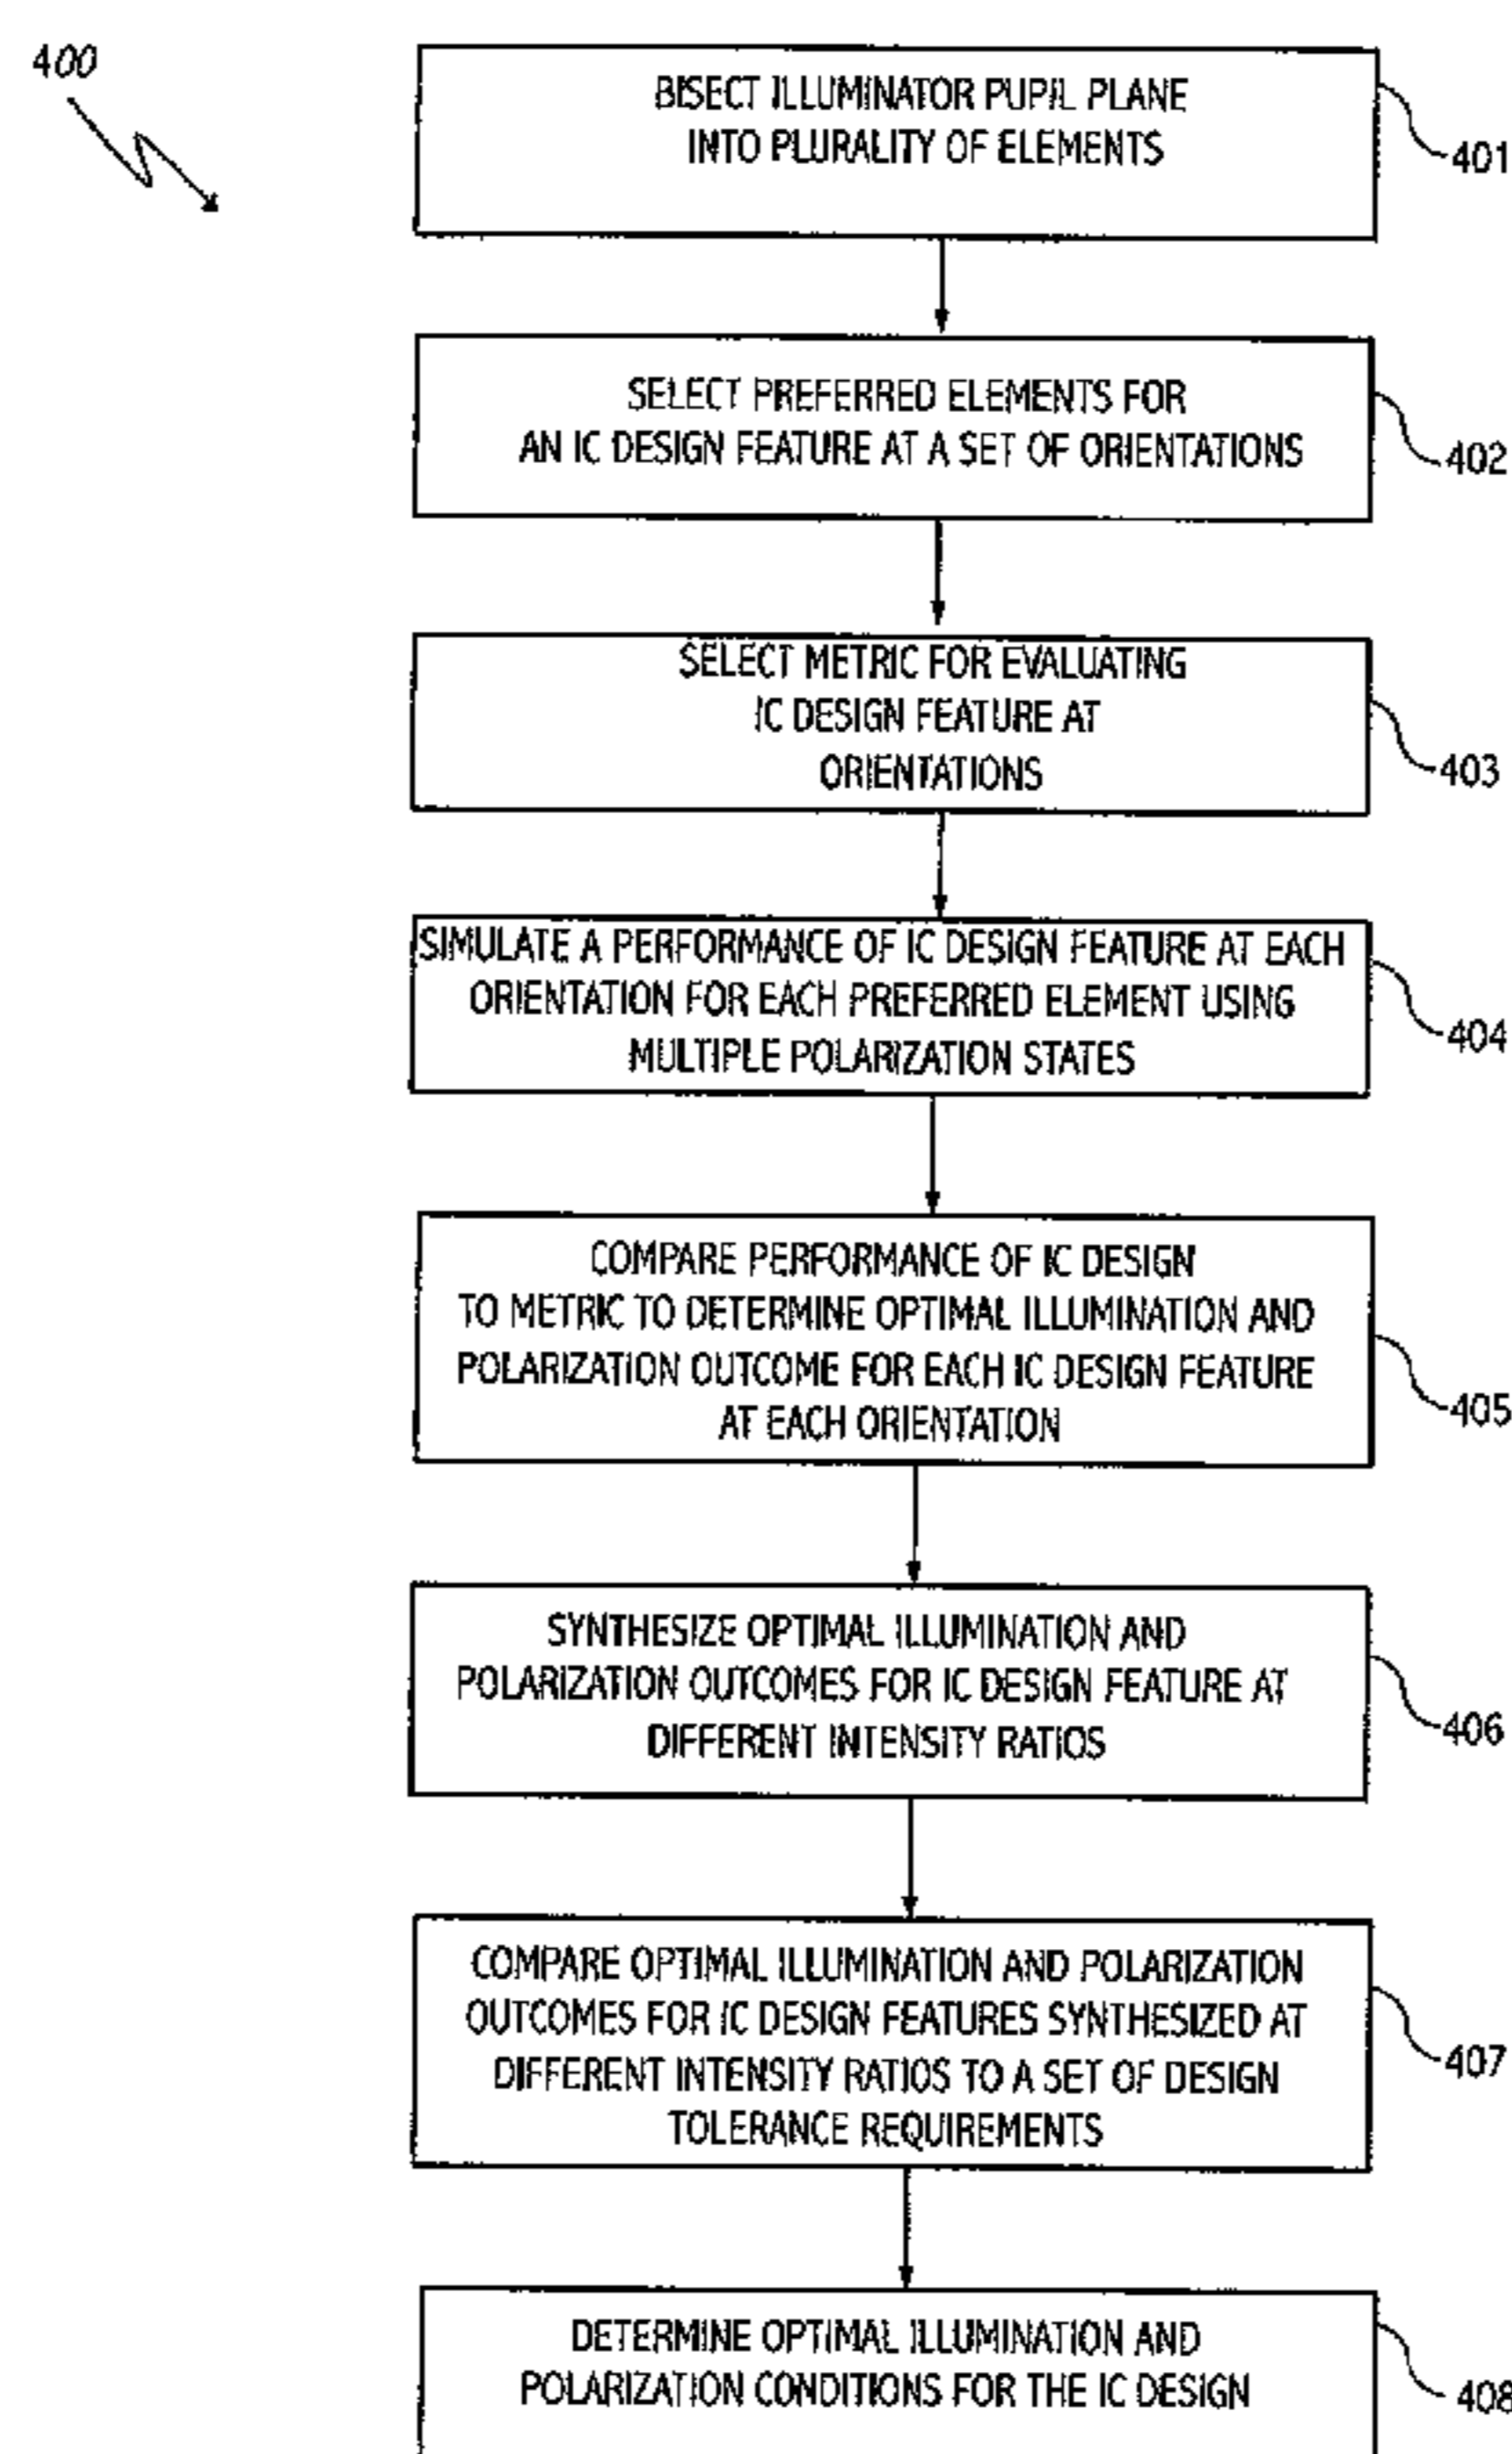 400
BISECT ILLUMINATOR PUPIL PLANE
INTO PLURALITY OF ELEMENTS
401
SELECT PREFERRED ELEMENTS FOR
AN IC DESIGN FEATURE AT A SET OF ORIENTATIONS
402
SELECT METRIC FOR EVALUATING
IC DESIGN FEATURE AT
ORIENTATIONS
403
SIMULATE A PERFORMANCE OF IC DESIGN FEATURE AT EACH
ORIENTATION FOR EACH PREFERRED ELEMENT USING
MULTIPLE POLARIZATION STATES
404
COMPARE PERFORMANCE OF IC DESIGN
TO METRIC TO DETERMINE OPTIMAL ILLUMINATION AND
POLARIZATION OUTCOME FOR EACH IC DESIGN FEATURE
AT EACH ORIENTATION
405
SYNTHESIZE OPTIMAL ILLUMINATION AND
POLARIZATION OUTCOMES FOR IC DESIGN FEATURE AT
DIFFERENT INTENSITY RATIOS
406
COMPARE OPTIMAL ILLUMINATION AND POLARIZATION
OUTCOMES FOR IC DESIGN FEATURES SYNTHESIZED AT
DIFFERENT INTENSITY RATIOS TO A SET OF DESIGN
TOLERANCE REQUIREMENTS
407
DETERMINE OPTIMAL ILLUMINATION AND
POLARIZATION CONDITIONS FOR THE IC DESIGN
408